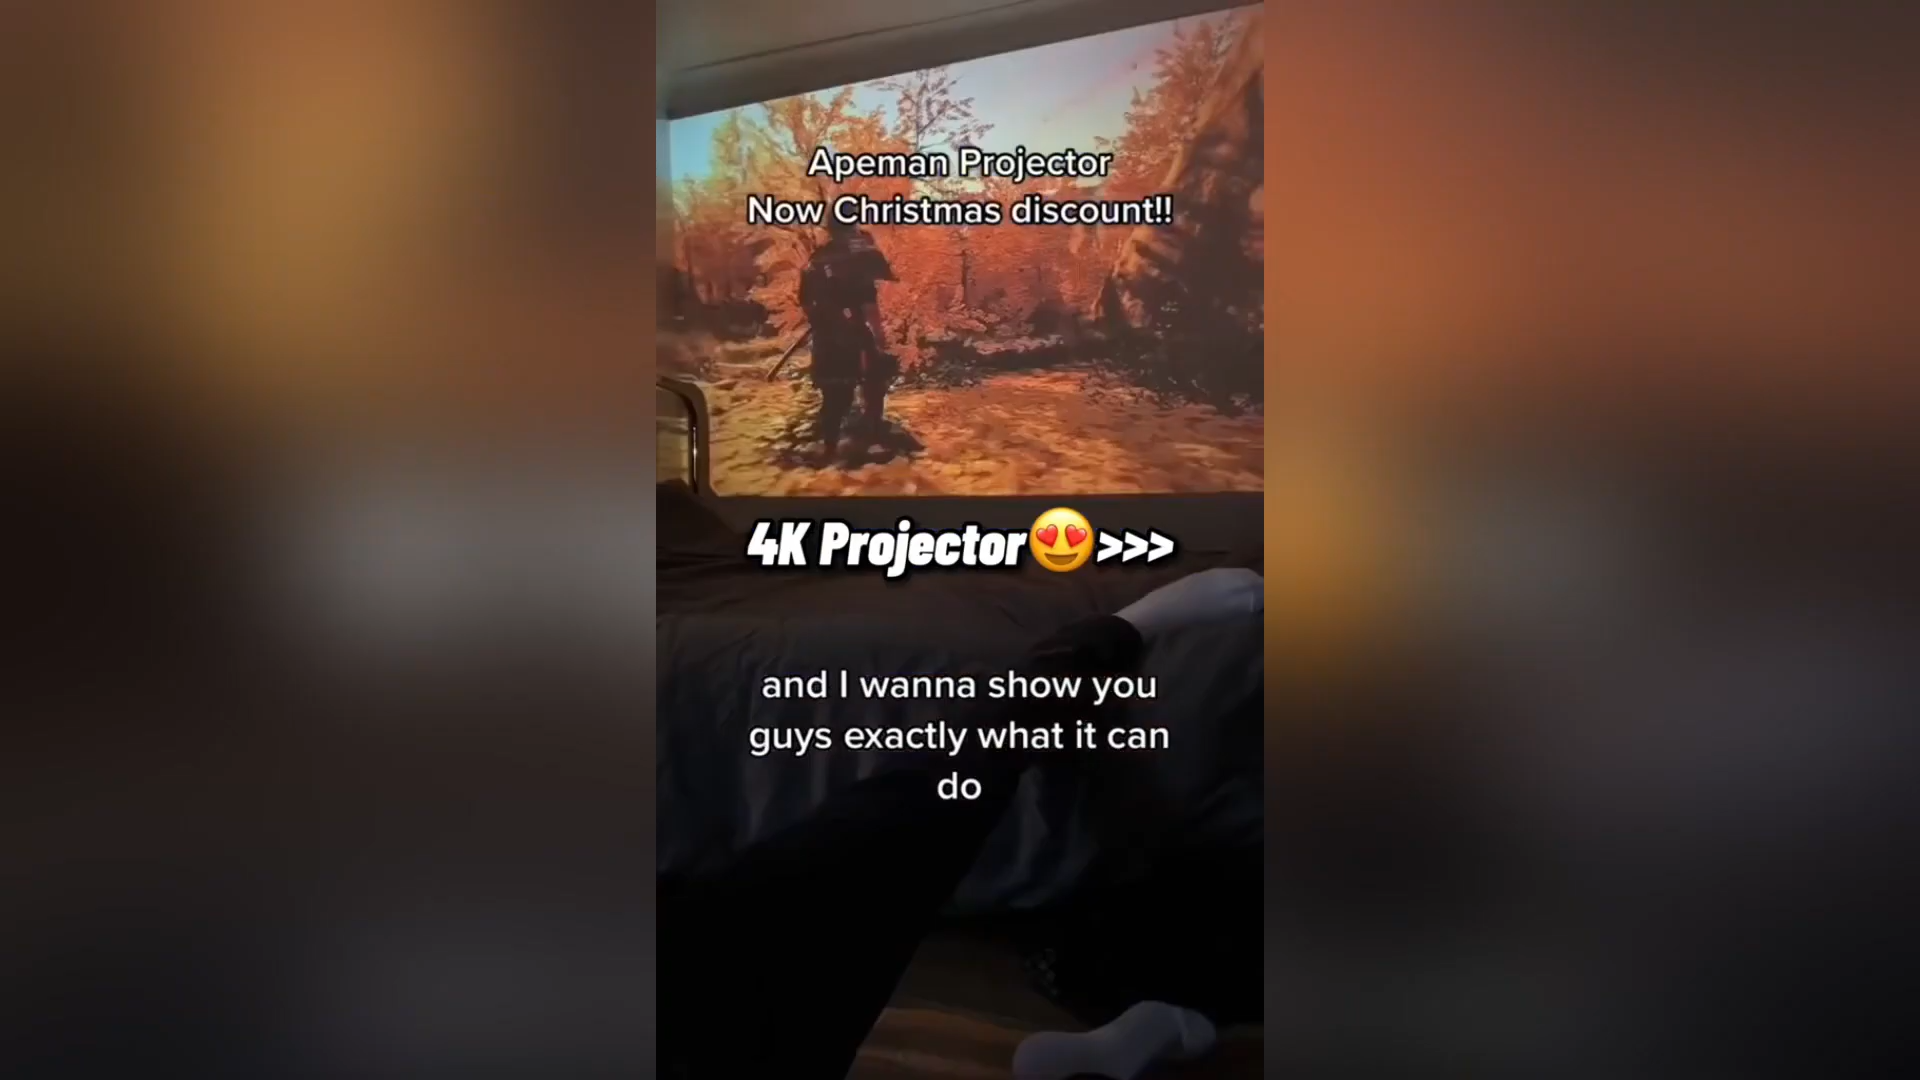 Apeman Projector
Now Christmas discount!!
4K Projector😍>>>
and I wanna show you
guys exactly what it can
do